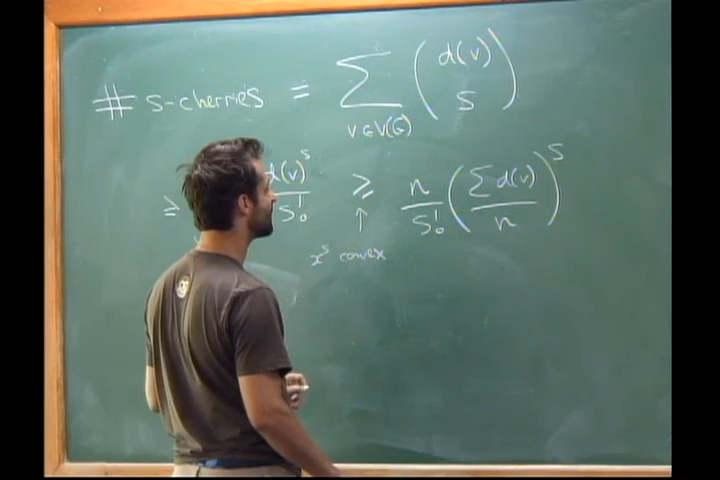 # s-cherries = ∑ ( d(v) s )
v∈V(G)
≥ d(v)^s / s! ≥ n / s! ( ∑ d(v) / n )^s
↑
x^s convex